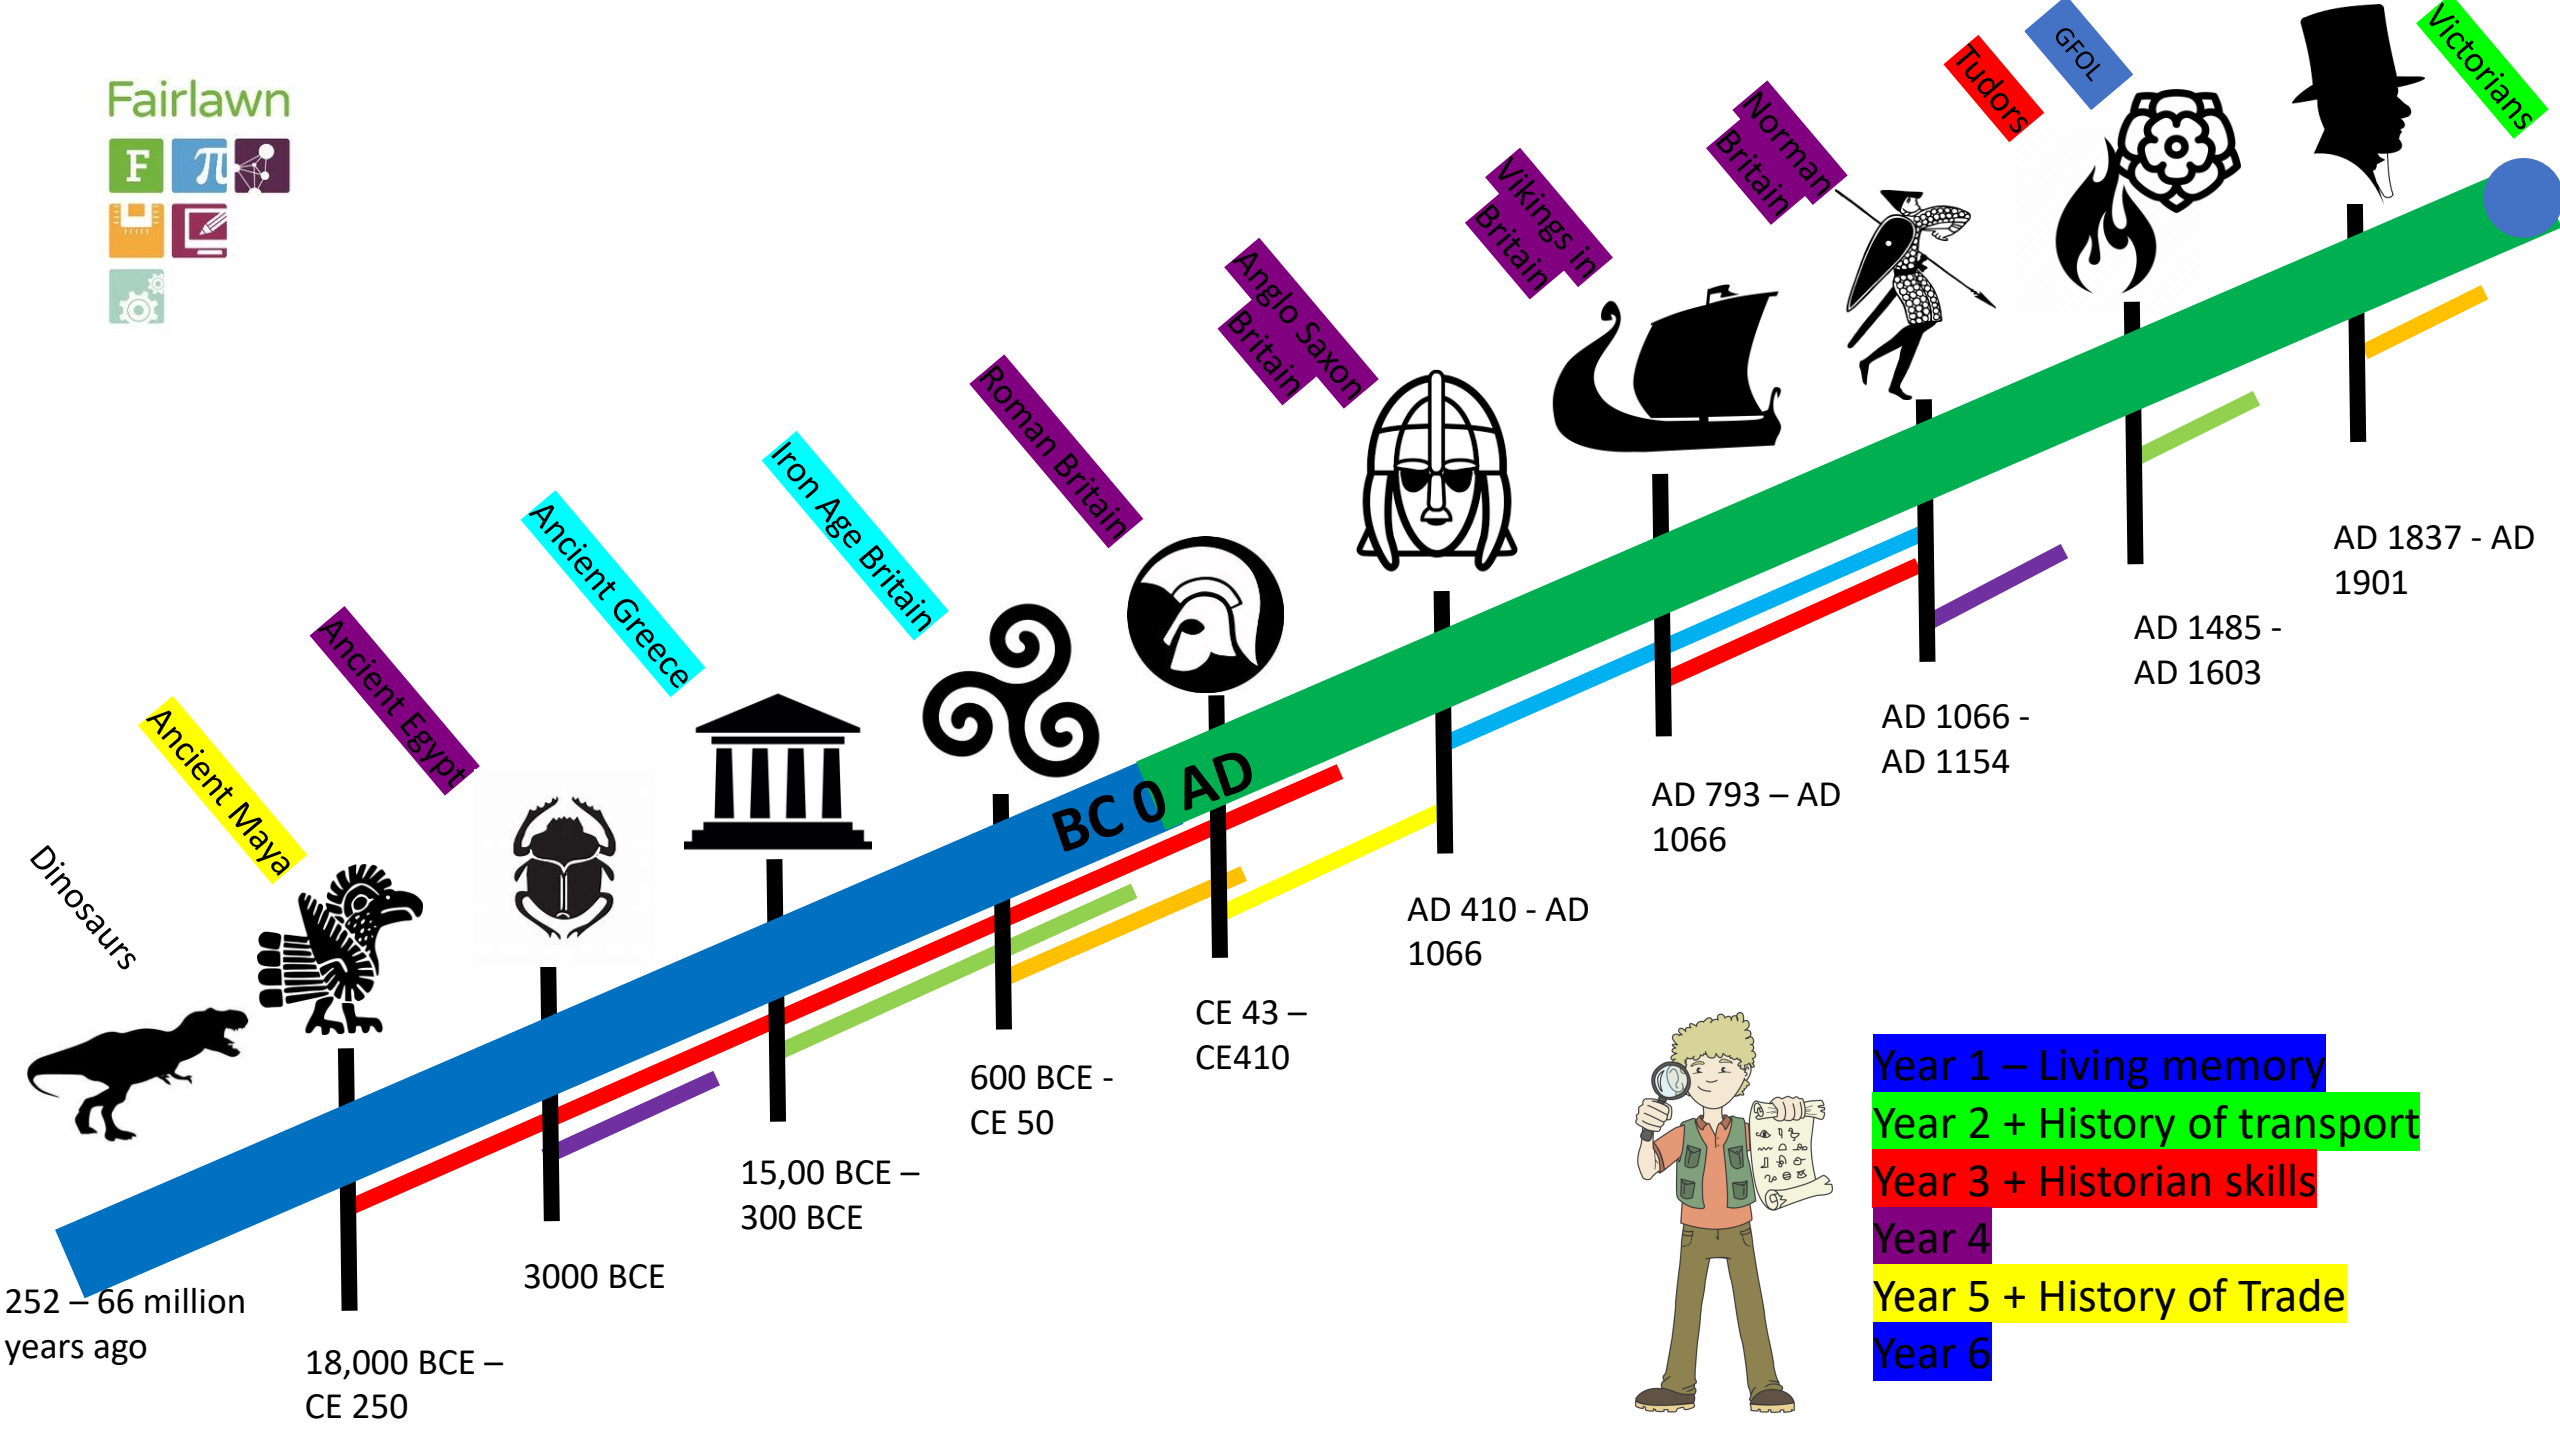 Fairlawn
F
π
Dinosaurs
Ancient Maya
Ancient Egypt
Ancient Greece
Iron Age Britain
Roman Britain
Anglo Saxon
Britain
Vikings in
Britain
Norman
Britain
Tudors
GFOL
Victorians
BC 0 AD
252 – 66 million
years ago
18,000 BCE –
CE 250
3000 BCE
15,00 BCE –
300 BCE
600 BCE -
CE 50
CE 43 –
CE410
AD 410 - AD
1066
AD 793 – AD
1066
AD 1066 -
AD 1154
AD 1485 -
AD 1603
AD 1837 - AD
1901
Year 1 – Living memory
Year 2 + History of transport
Year 3 + Historian skills
Year 4
Year 5 + History of Trade
Year 6